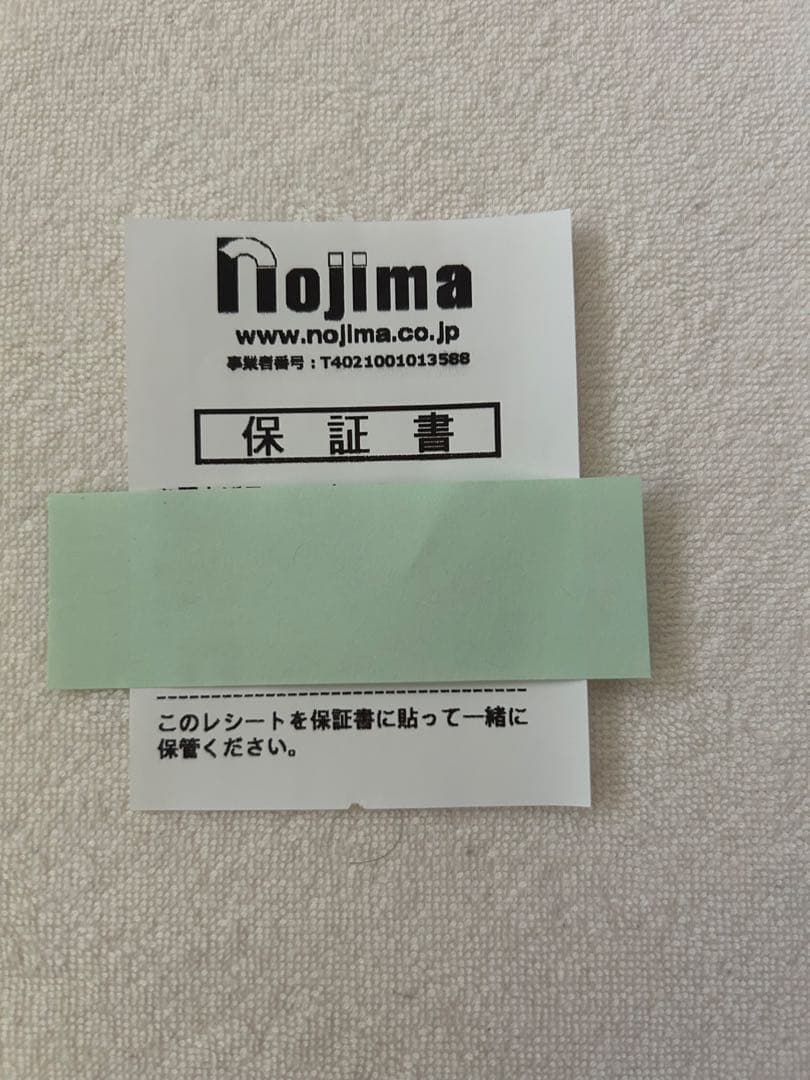 nojima
www.nojima.co.jp
事業者番号：T4021001013588
保証書
このレシートを保証書に貼って一緒に
保管ください。